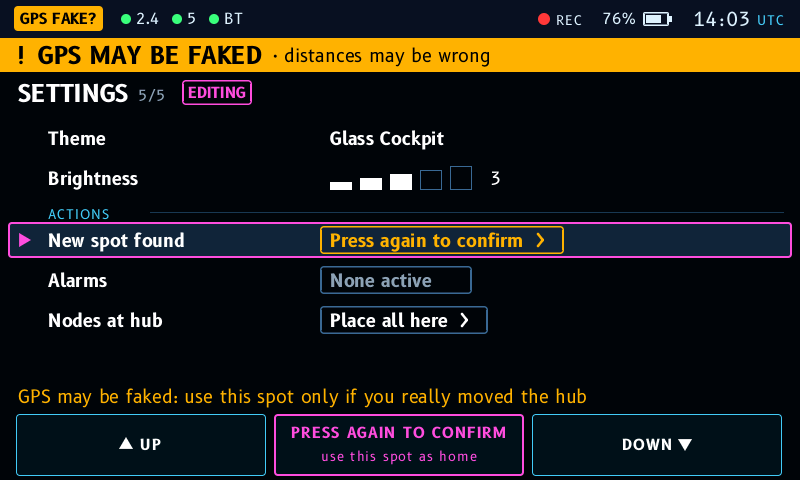 GPS FAKE? 2.4 5 BT REC 76% 14:03 UTC
! GPS MAY BE FAKED · distances may be wrong
SETTINGS 5/5 EDITING
Theme Glass Cockpit
Brightness 3
ACTIONS
New spot found Press again to confirm
Alarms None active
Nodes at hub Place all here
GPS may be faked: use this spot only if you really moved the hub
▲ UP
PRESS AGAIN TO CONFIRM
use this spot as home
DOWN ▼